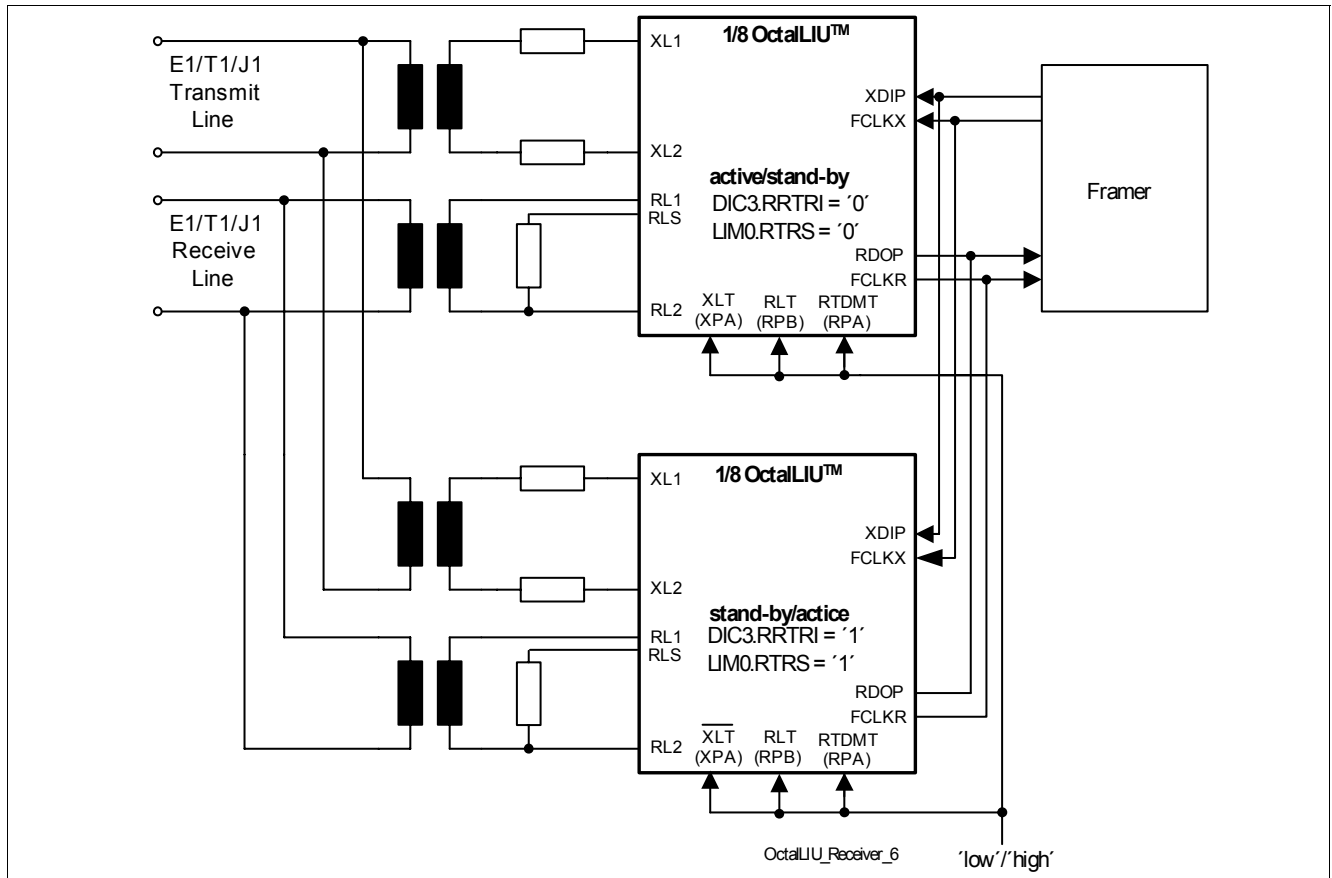 E1/T1/J1
Transmit
Line
E1/T1/J1
Receive
Line
1/8 OctalLIU™
XL1
XL2
RL1
RLS
RL2
XDIP
FCLKX
active/stand-by
DIC3.RRTRI = ´0´
LIM0.RTRS = ´0´
RDOP
FCLKR
XLT
(XPA)
RLT
(RPB)
RTDMT
(RPA)
Framer
1/8 OctalLIU™
XL1
XL2
RL1
RLS
RL2
XDIP
FCLKX
stand-by/actice
DIC3.RRTRI = ´1´
LIM0.RTRS = ´1´
RDOP
FCLKR
X̅L̅T̅
(XPA)
RLT
(RPB)
RTDMT
(RPA)
OctalLIU_Receiver_6
´low´/´high´